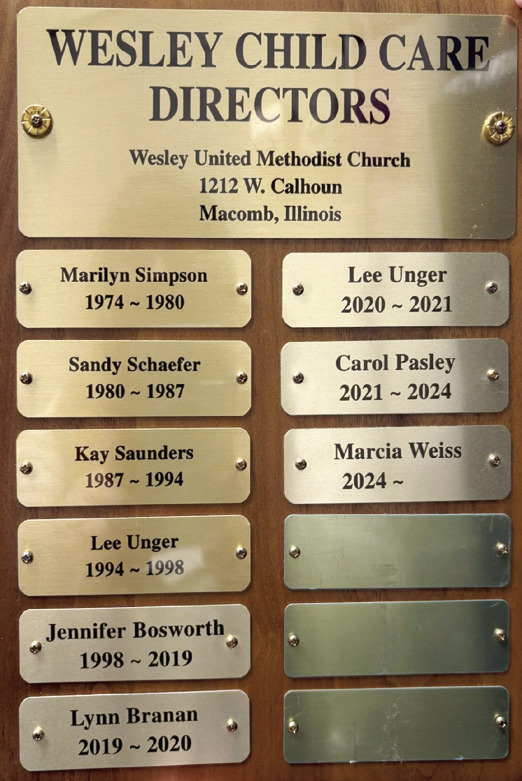 WESLEY CHILD CARE
DIRECTORS
Wesley United Methodist Church
1212 W. Calhoun
Macomb, Illinois
Marilyn Simpson
1974 ~ 1980
Sandy Schaefer
1980 ~ 1987
Kay Saunders
1987 ~ 1994
Lee Unger
1994 ~ 1998
Jennifer Bosworth
1998 ~ 2019
Lynn Branan
2019 ~ 2020
Lee Unger
2020 ~ 2021
Carol Pasley
2021 ~ 2024
Marcia Weiss
2024 ~